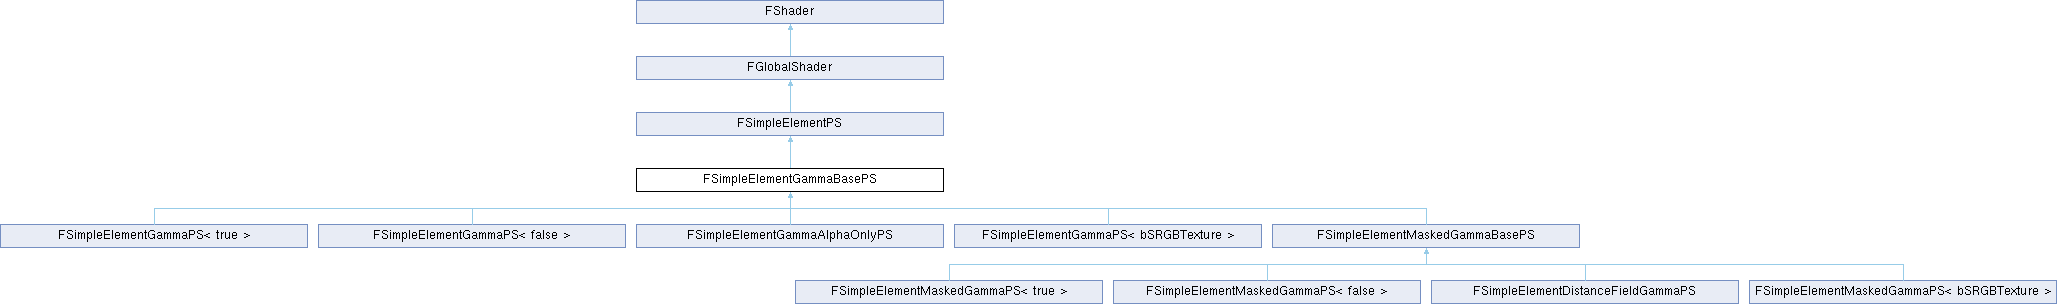 FShader
FGlobalShader
FSimpleElementPS
FSimpleElementGammaBasePS
FSimpleElementGammaPS< true >
FSimpleElementGammaPS< false >
FSimpleElementGammaAlphaOnlyPS
FSimpleElementGammaPS< bSRGBTexture >
FSimpleElementMaskedGammaBasePS
FSimpleElementMaskedGammaPS< true >
FSimpleElementMaskedGammaPS< false >
FSimpleElementDistanceFieldGammaPS
FSimpleElementMaskedGammaPS< bSRGBTexture >